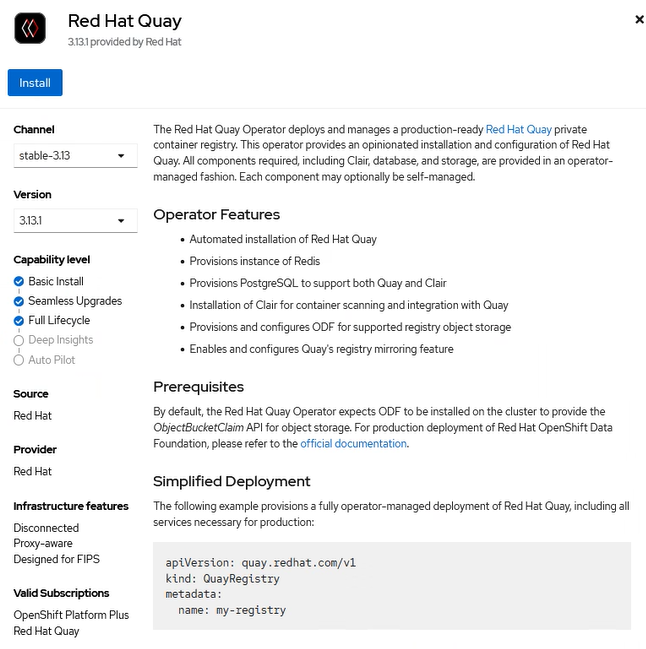 Red Hat Quay
3.13.1 provided by Red Hat
Install
Channel
stable-3.13
Version
3.13.1
Capability level
Basic Install
Seamless Upgrades
Full Lifecycle
Deep Insights
Auto Pilot
Source
Red Hat
Provider
Red Hat
Infrastructure features
Disconnected
Proxy-aware
Designed for FIPS
Valid Subscriptions
OpenShift Platform Plus
Red Hat Quay
The Red Hat Quay Operator deploys and manages a production-ready Red Hat Quay private
container registry. This operator provides an opinionated installation and configuration of Red Hat
Quay. All components required, including Clair, database, and storage, are provided in an operator-
managed fashion. Each component may optionally be self-managed.
Operator Features
• Automated installation of Red Hat Quay
• Provisions instance of Redis
• Provisions PostgreSQL to support both Quay and Clair
• Installation of Clair for container scanning and integration with Quay
• Provisions and configures ODF for supported registry object storage
• Enables and configures Quay's registry mirroring feature
Prerequisites
By default, the Red Hat Quay Operator expects ODF to be installed on the cluster to provide the
ObjectBucketClaim API for object storage. For production deployment of Red Hat OpenShift Data
Foundation, please refer to the official documentation.
Simplified Deployment
The following example provisions a fully operator-managed deployment of Red Hat Quay, including all
services necessary for production:
apiVersion: quay.redhat.com/v1
kind: QuayRegistry
metadata:
  name: my-registry